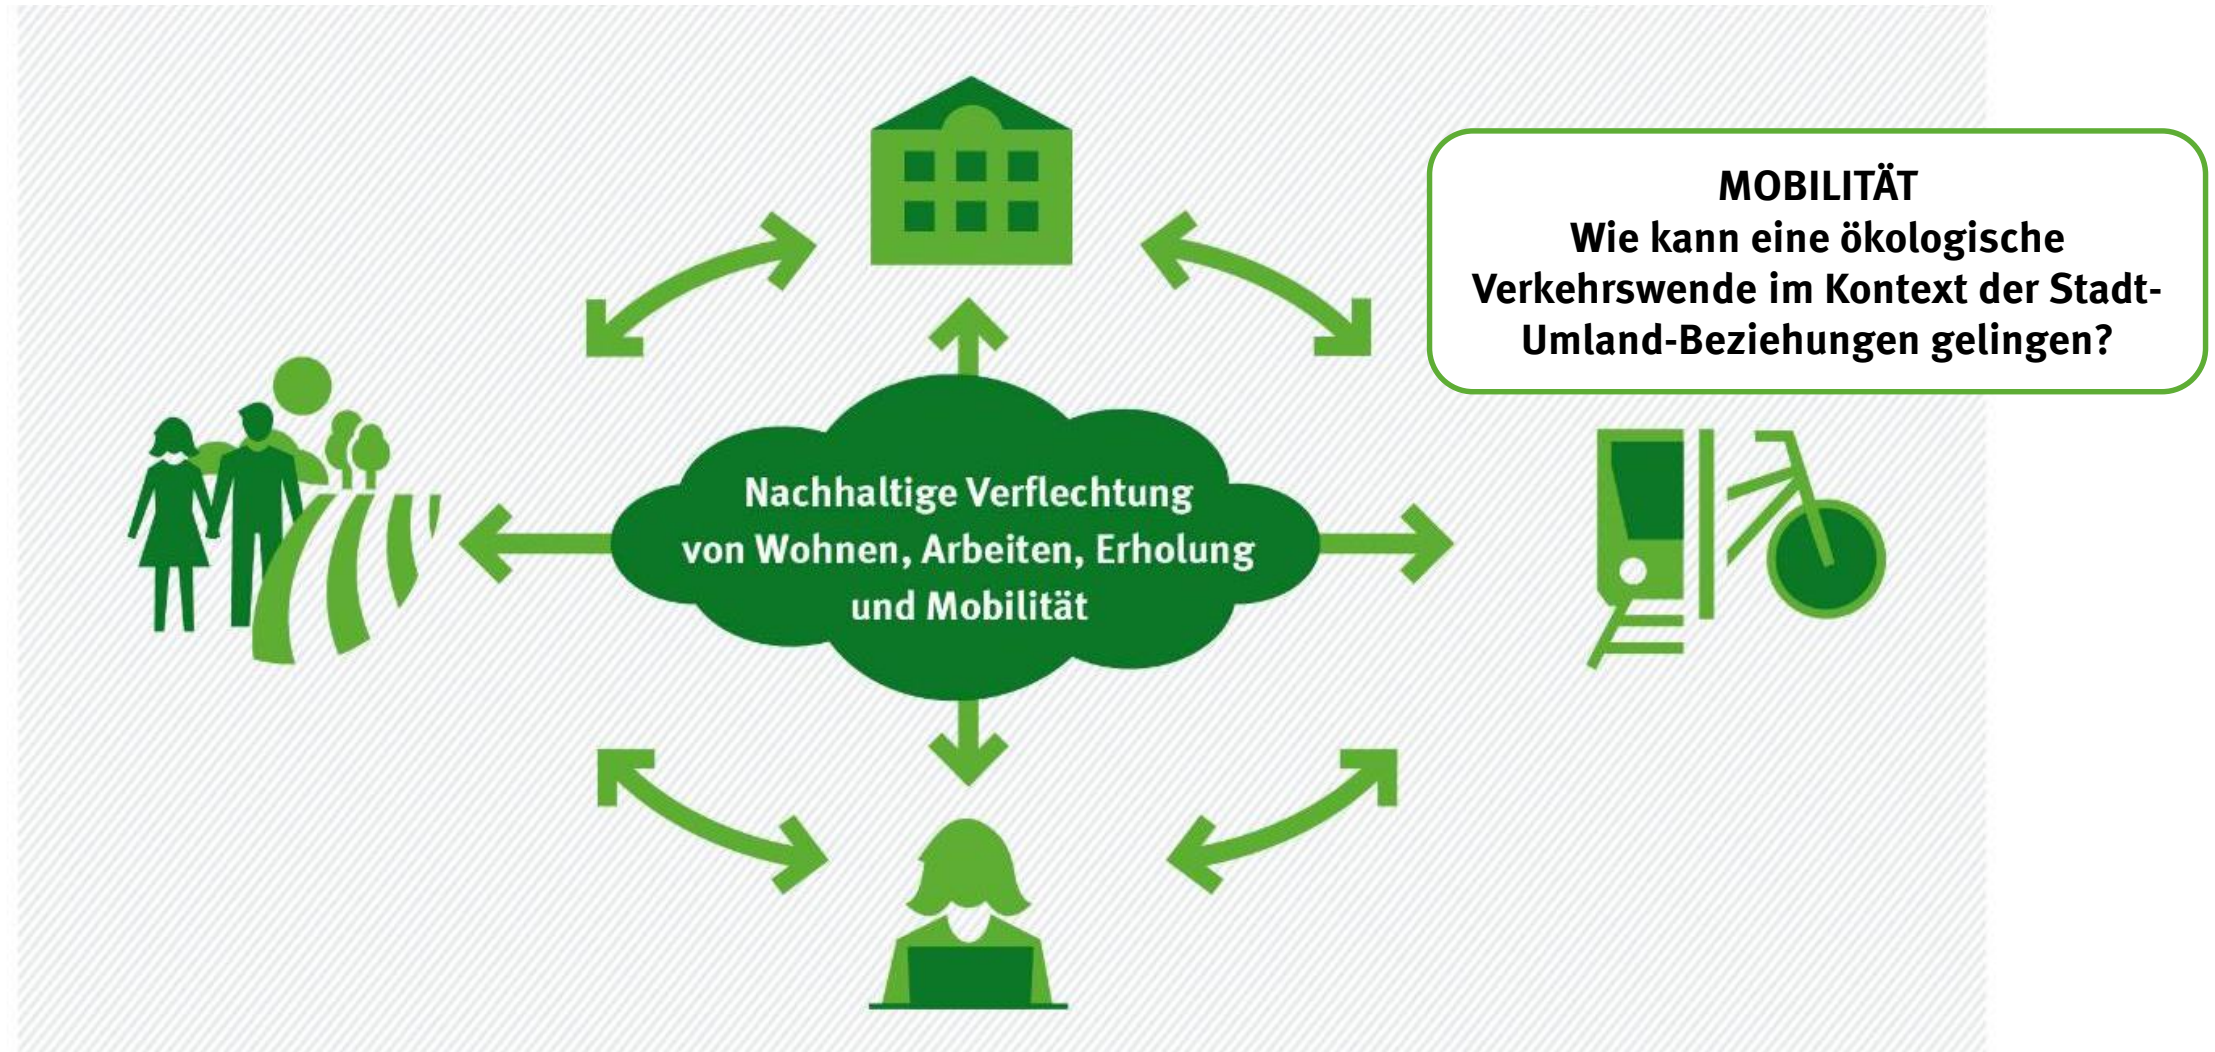 MOBILITÄT
Wie kann eine ökologische
Verkehrswende im Kontext der Stadt-
Umland-Beziehungen gelingen?
Nachhaltige Verflechtung
von Wohnen, Arbeiten, Erholung
und Mobilität